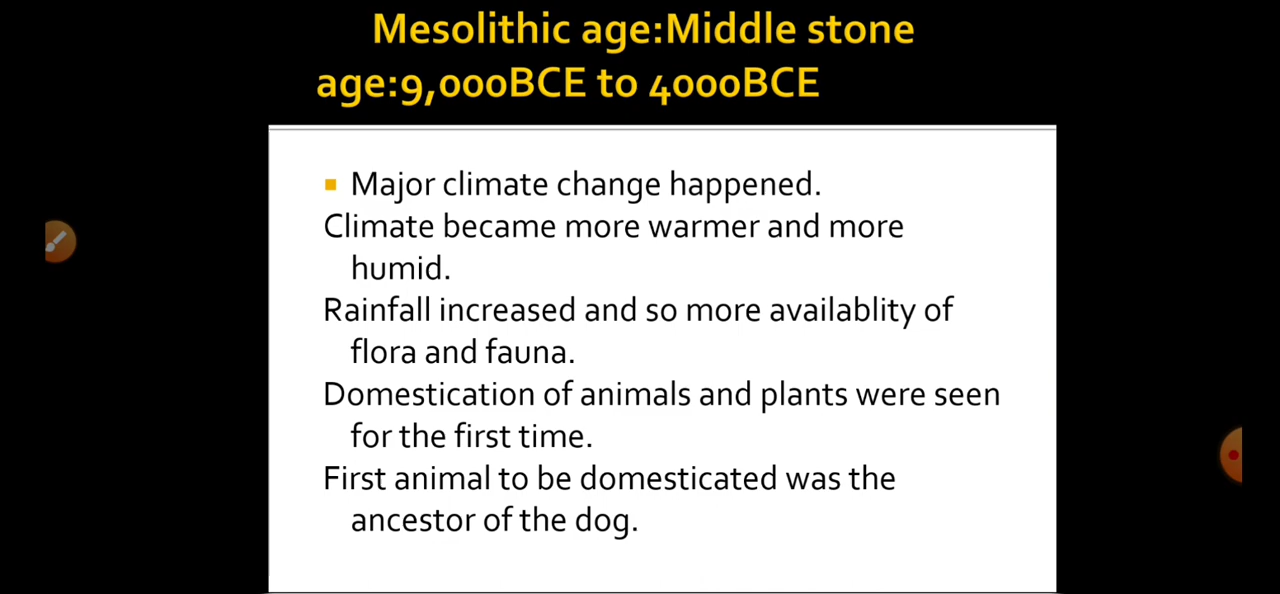 Mesolithic age:Middle stone
age:9,000BCE to 4000BCE
Major climate change happened.
Climate became more warmer and more
humid.
Rainfall increased and so more availablity of
flora and fauna.
Domestication of animals and plants were seen
for the first time.
First animal to be domesticated was the
ancestor of the dog.